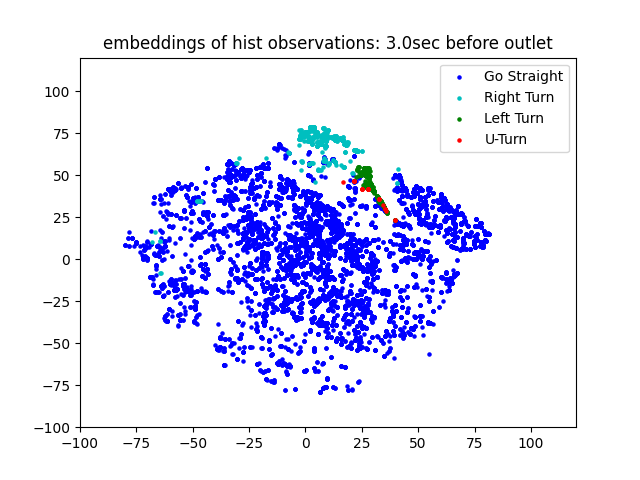 embeddings of hist observations: 3.0sec before outlet
Go Straight
Right Turn
Left Turn
U-Turn
100
75
50
25
0
−25
−50
−75
−100
−100 −75 −50 −25 0 25 50 75 100